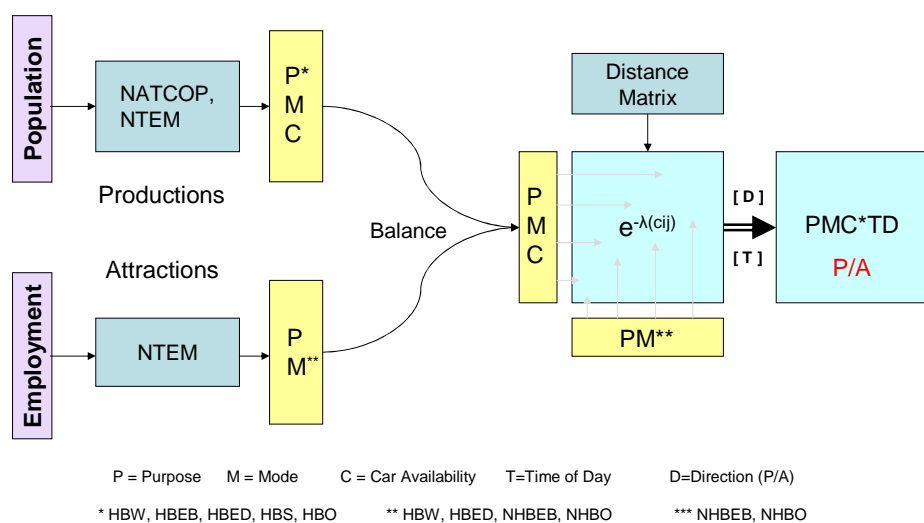 Population
NATCOP,
NTEM
P*
M
C
Productions
Balance
Attractions
Employment
NTEM
P
M**
Distance
Matrix
P
M
C
e-λ(cij)
PM**
[ D ]
[ T ]
PMC*TD
P/A
P = Purpose M = Mode C = Car Availability T=Time of Day D=Direction (P/A)
* HBW, HBEB, HBED, HBS, HBO ** HBW, HBED, NHBEB, NHBO *** NHBEB, NHBO